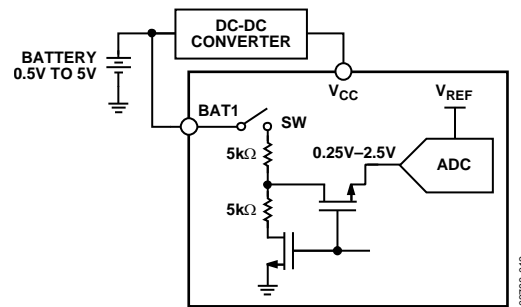 DC-DC
CONVERTER
BATTERY
0.5V TO 5V
VCC
VREF
BAT1
SW
5kΩ
0.25V–2.5V
ADC
5kΩ